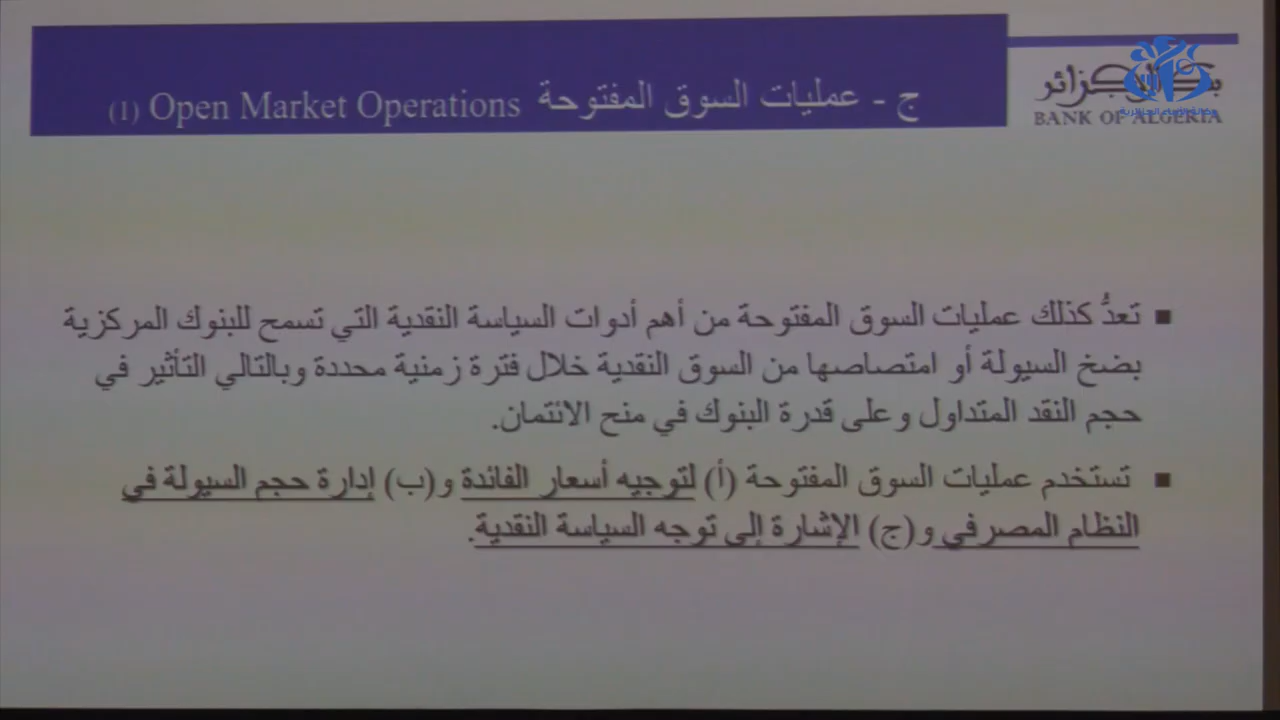 ج - عمليات السوق المفتوحة Open Market Operations (1)
بنك الجزائر
BANK OF ALGERIA
▪ تعدُّ كذلك عمليات السوق المفتوحة من أهم أدوات السياسة النقدية التي تسمح للبنوك المركزية
بضخ السيولة أو امتصاصها من السوق النقدية خلال فترة زمنية محددة وبالتالي التأثير في
حجم النقد المتداول وعلى قدرة البنوك في منح الائتمان.
▪ تستخدم عمليات السوق المفتوحة (أ) لتوجيه أسعار الفائدة و(ب) إدارة حجم السيولة في
النظام المصرفي و(ج) الإشارة إلى توجه السياسة النقدية.